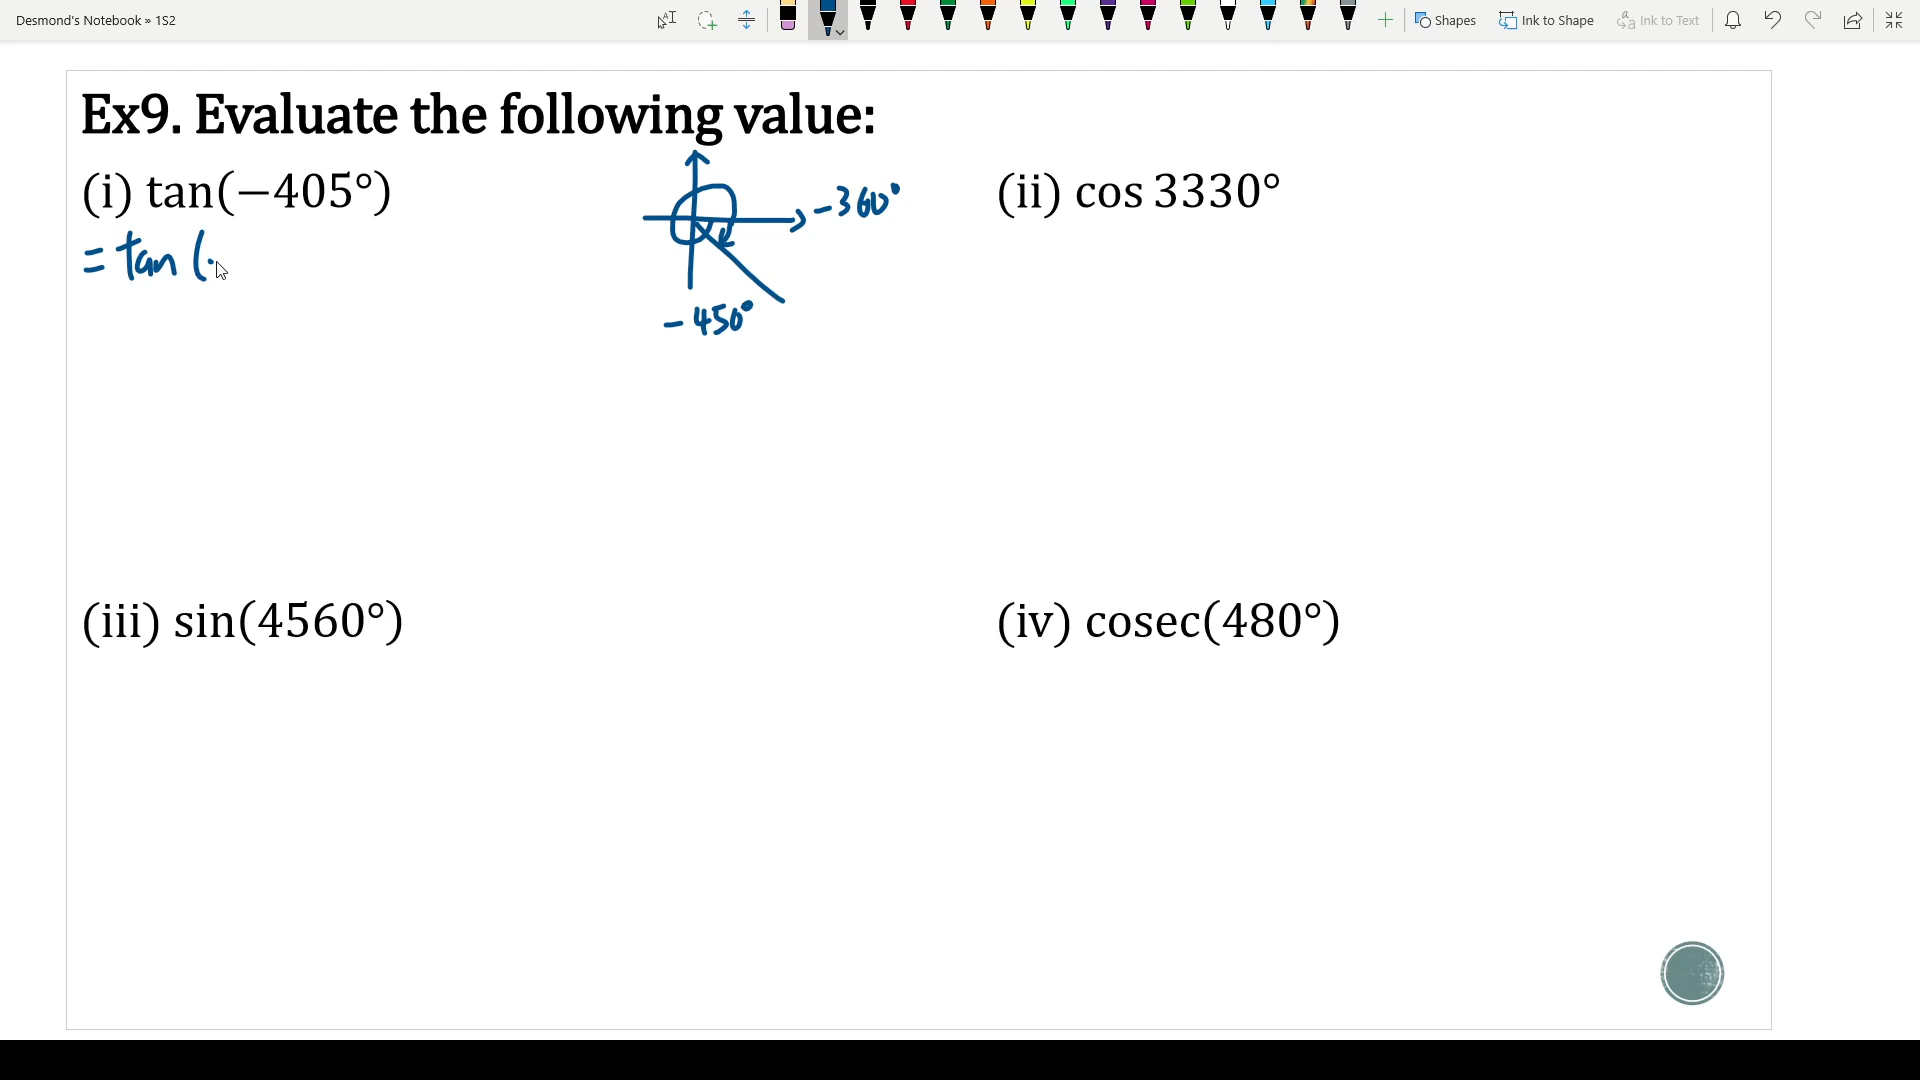 Desmond's Notebook » 1S2
Shapes
Ink to Shape
Ink to Text
Ex9. Evaluate the following value:
(i) tan(−405°)
= tan (
-360°
-450°
(ii) cos 3330°
(iii) sin(4560°)
(iv) cosec(480°)